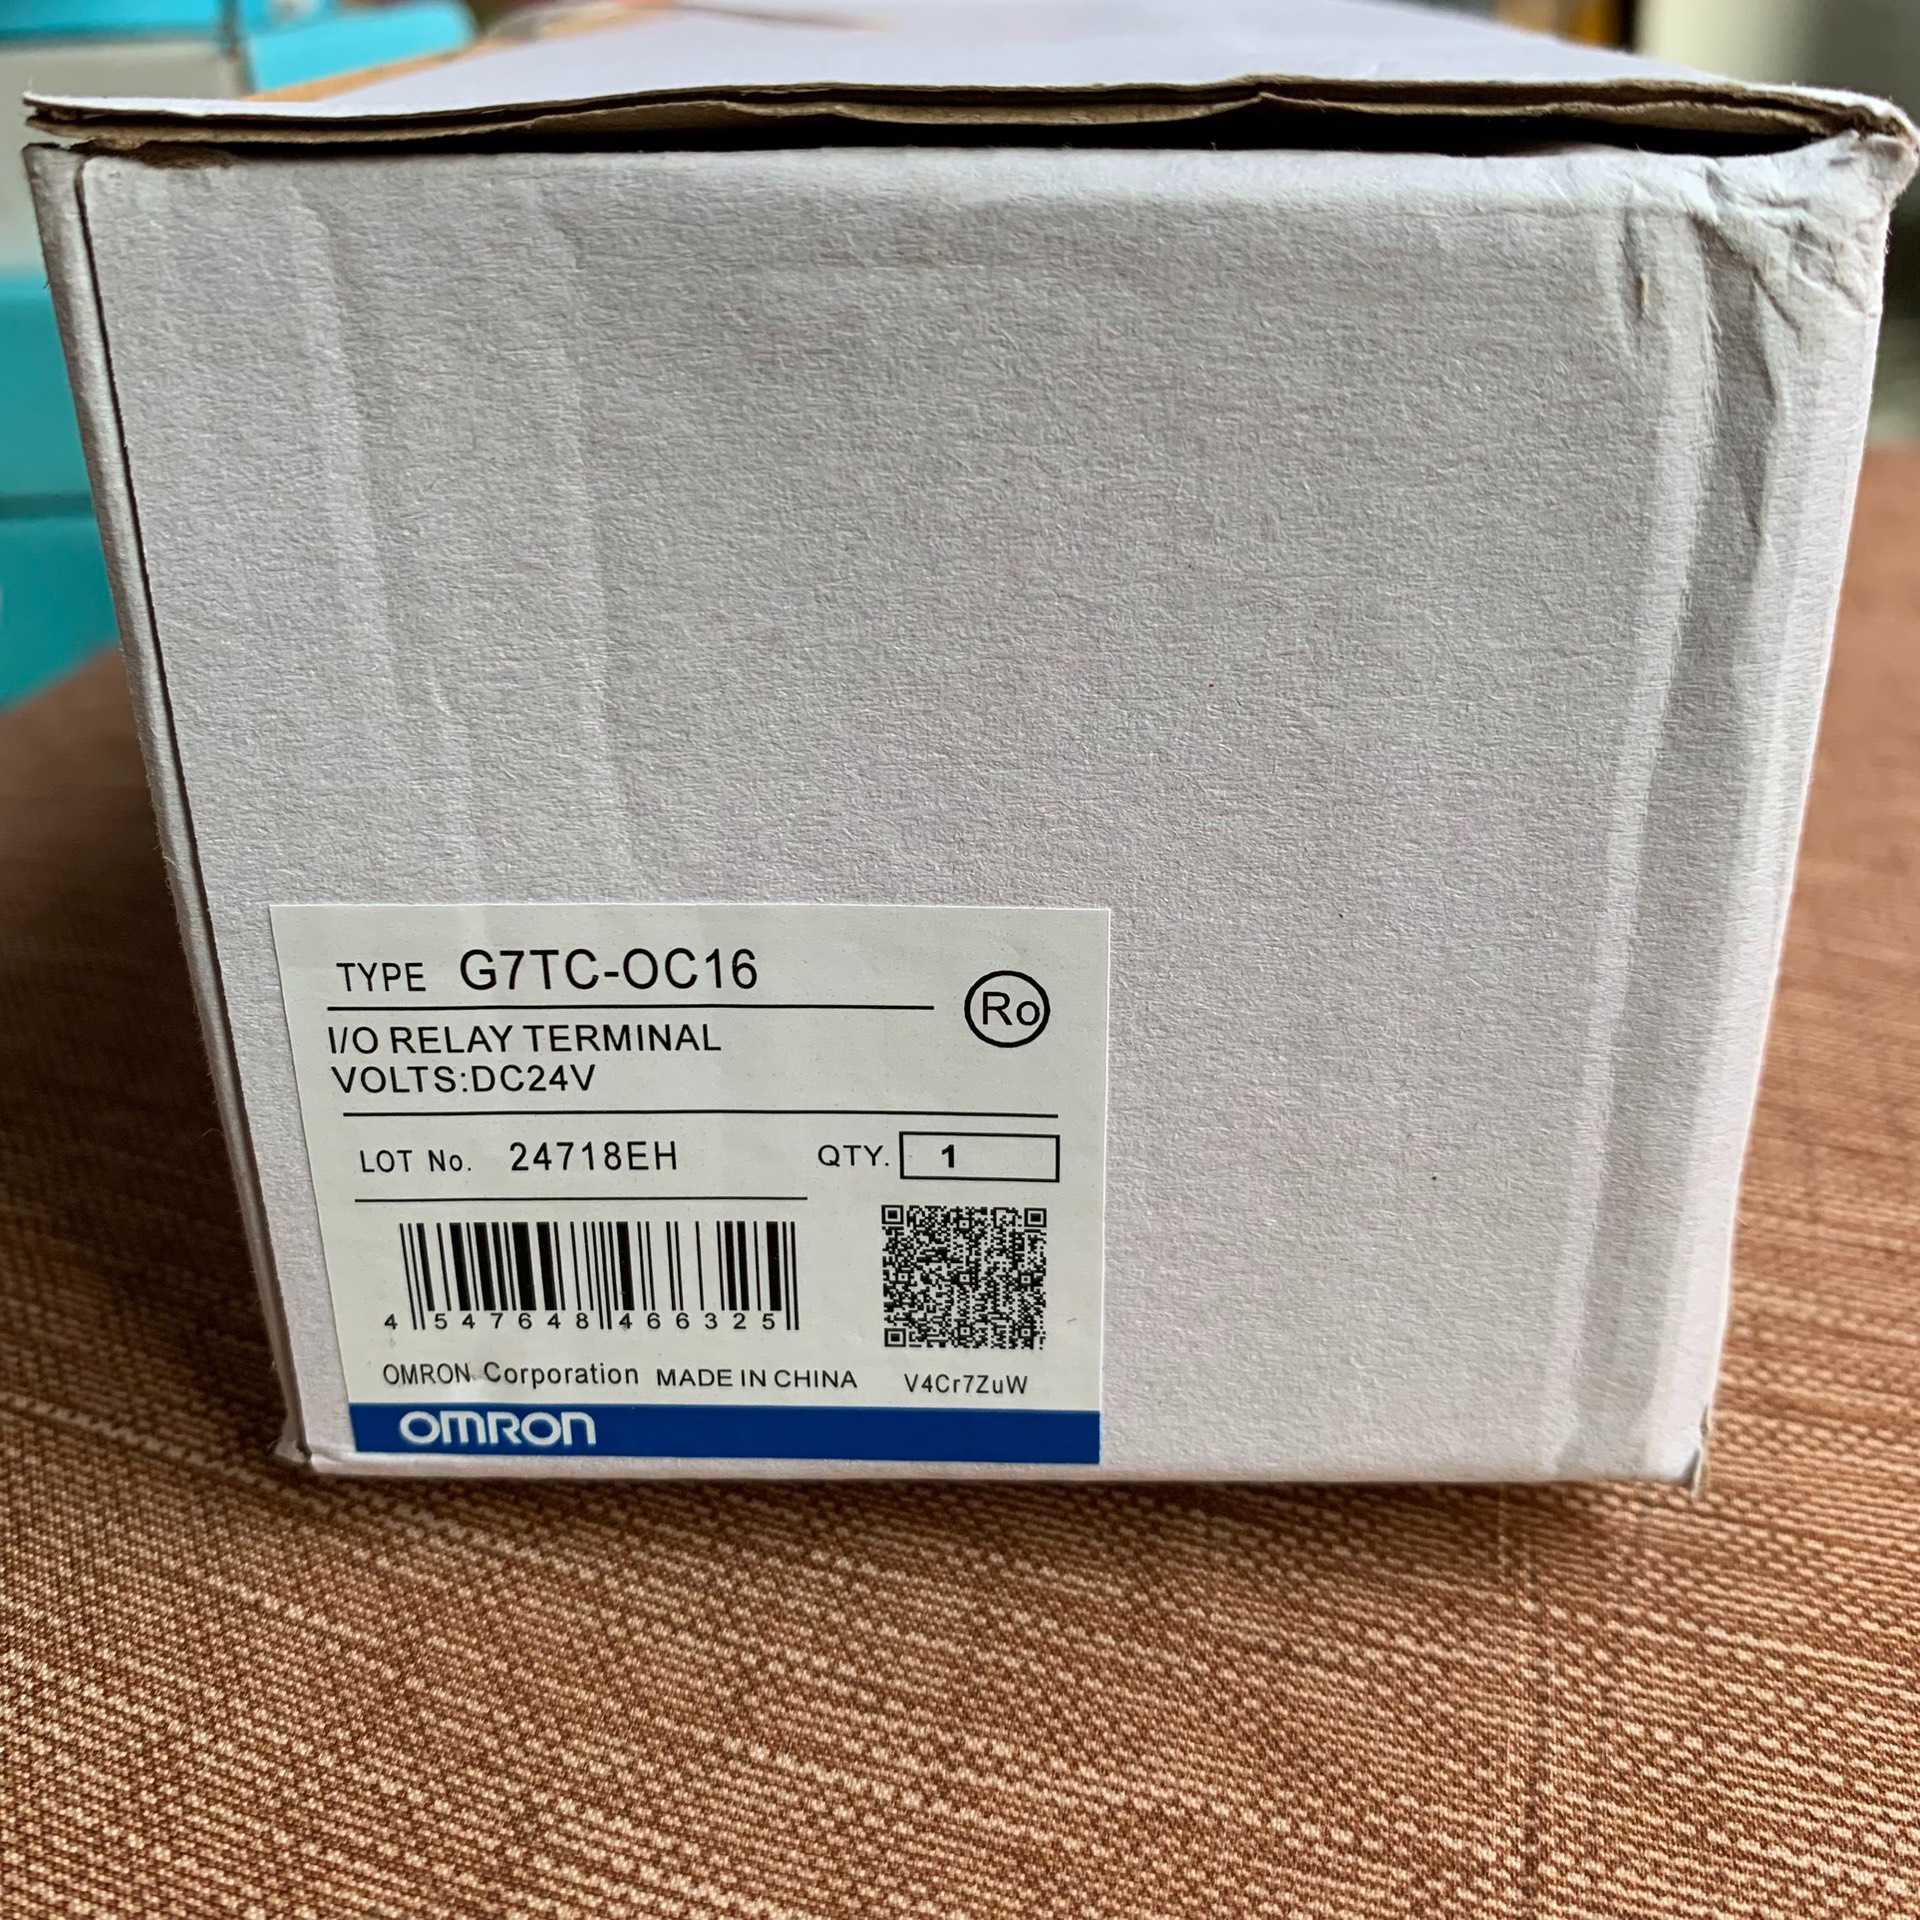 TYPE G7TC-OC16
Ro
I/O RELAY TERMINAL
VOLTS:DC24V
LOT No. 24718EH QTY. 1
4 547648 466325
OMRON Corporation MADE IN CHINA V4Cr7ZuW
OMRON